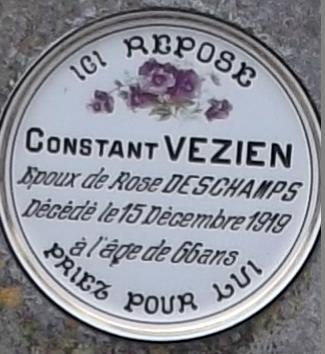 ICI REPOSE
CONSTANT VEZIEN
Epoux de Rose DESCHAMPS
Décédé le 15 Décembre 1919
à l'âge de 66 ans
PRIEZ POUR LUI